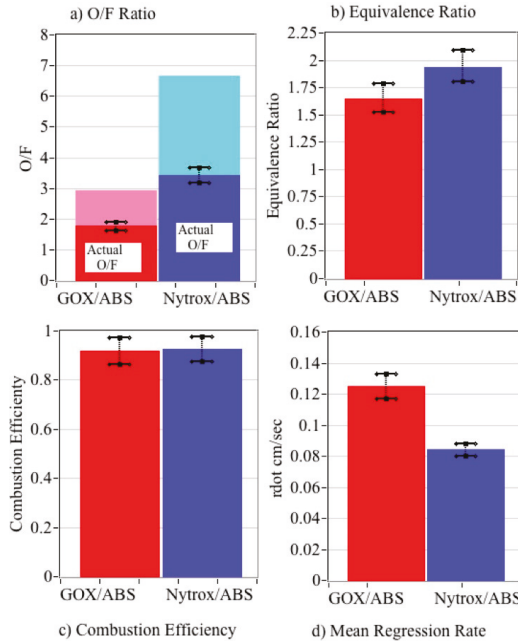 a) O/F Ratio
8
7
6
5
4
3
2
1
0
O/F
Actual
O/F
Actual
O/F
GOX/ABS
Nytrox/ABS
b) Equivalence Ratio
2.25
2
1.75
1.5
1.25
1
0.75
0.5
0.25
0
Equivalence Ratio
GOX/ABS
Nytrox/ABS
1
0.8
0.6
0.4
0.2
0
Combustion Efficienty
GOX/ABS
Nytrox/ABS
c) Combustion Efficiency
0.16
0.14
0.12
0.1
0.08
0.06
0.04
0.02
0
rdot cm/sec
GOX/ABS
Nytrox/ABS
d) Mean Regression Rate